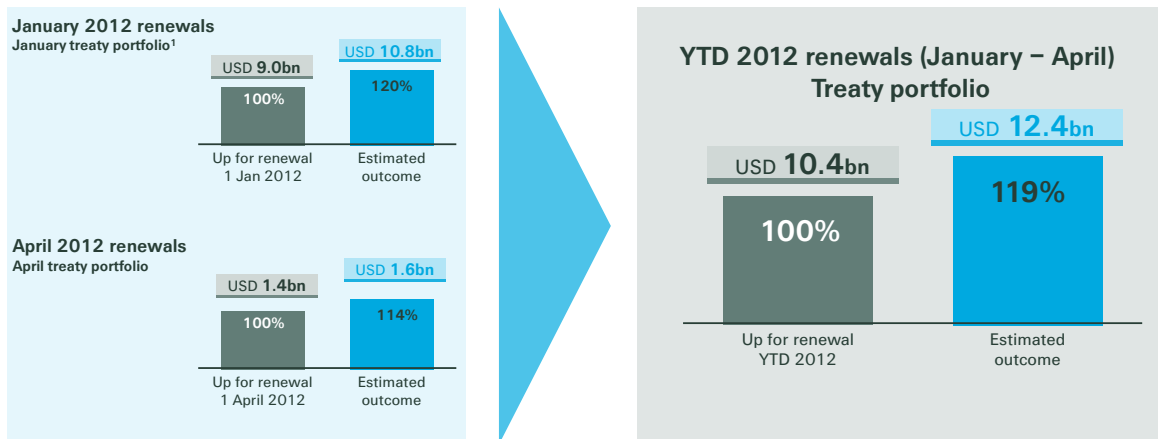 January 2012 renewals
January treaty portfolio¹
USD 9.0bn
USD 10.8bn
100%
120%
Up for renewal
1 Jan 2012
Estimated
outcome
April 2012 renewals
April treaty portfolio
USD 1.4bn
USD 1.6bn
100%
114%
Up for renewal
1 April 2012
Estimated
outcome
YTD 2012 renewals (January – April)
Treaty portfolio
USD 10.4bn
USD 12.4bn
100%
119%
Up for renewal
YTD 2012
Estimated
outcome